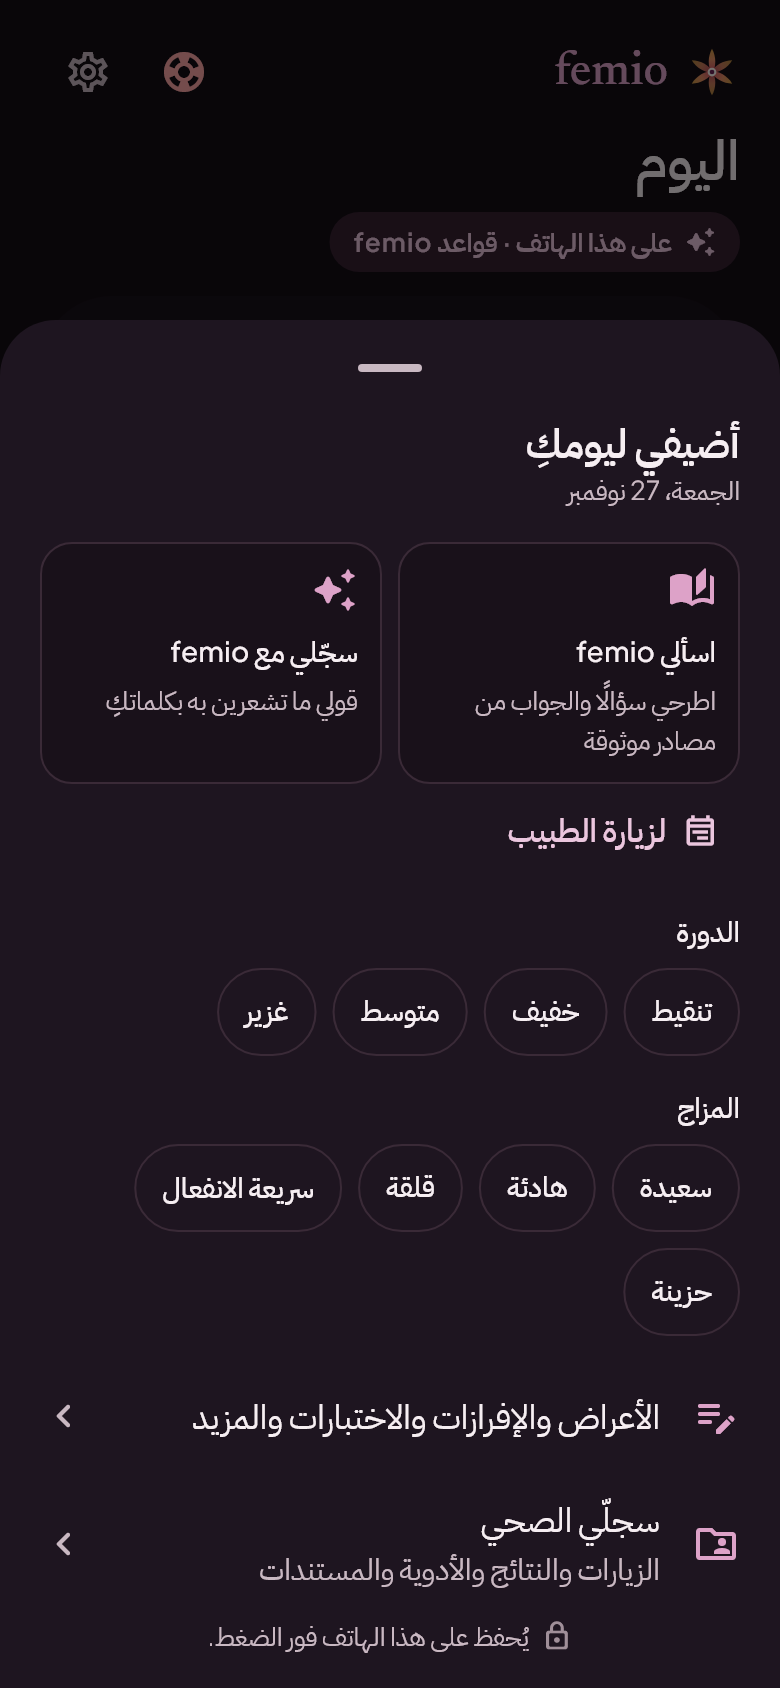 femio
اليوم
على هذا الهاتف · قواعد femio
أضيفي ليومكِ
الجمعة، 27 نوفمبر
اسألي femio
اطرحي سؤالًا والجواب من
مصادر موثوقة
سجّلي مع femio
قولي ما تشعرين به بكلماتكِ
لزيارة الطبيب
الدورة
تنقيط
خفيف
متوسط
غزير
المزاج
سعيدة
هادئة
قلقة
سريعة الانفعال
حزينة
الأعراض والإفرازات والاختبارات والمزيد
سجلّي الصحي
الزيارات والنتائج والأدوية والمستندات
يُحفظ على هذا الهاتف فور الضغط.